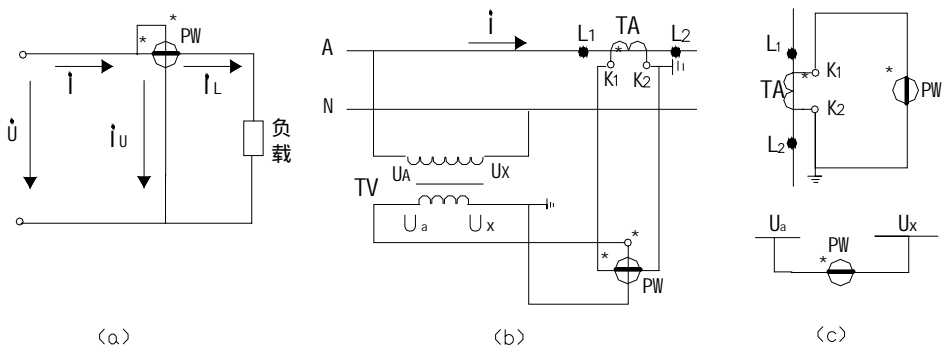 *
* PW
İ
İL
U̇
İU
负
载
(a)
A
İ
L1
TA
L2
*
K1
K2
N
UA
UX
TV
Ua
Ux
*
*
PW
(b)
L1
*
K1
TA
K2
L2
*
PW
Ua
Ux
PW
*
(c)